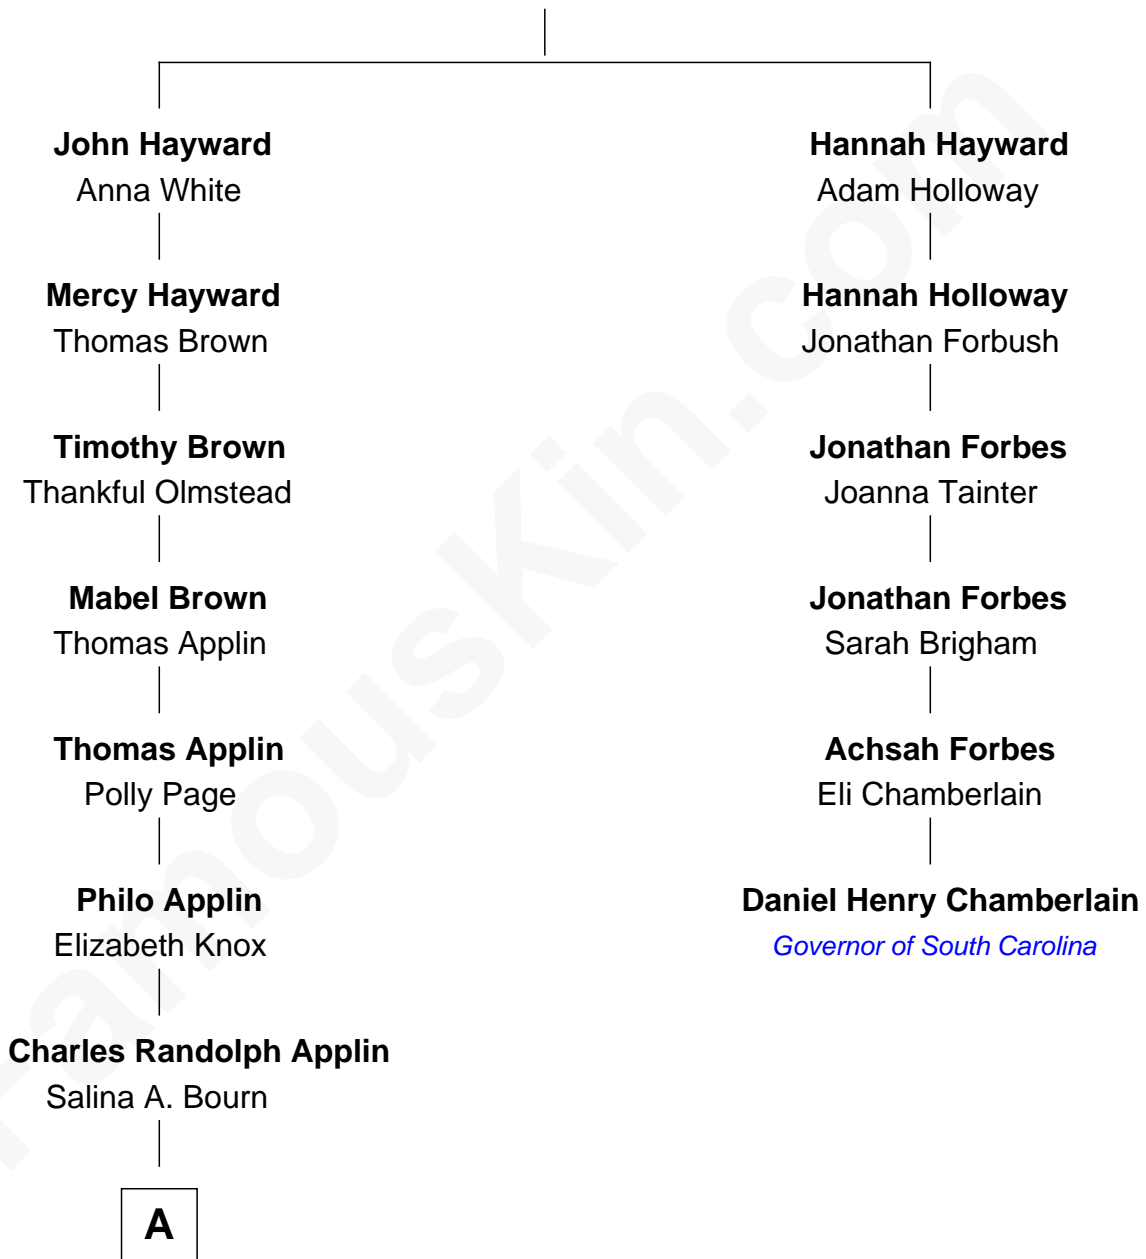 John Hayward
Anna White
Mercy Hayward
Thomas Brown
Timothy Brown
Thankful Olmstead
Mabel Brown
Thomas Applin
Thomas Applin
Polly Page
Philo Applin
Elizabeth Knox
Charles Randolph Applin
Salina A. Bourn
A
Hannah Hayward
Adam Holloway
Hannah Holloway
Jonathan Forbush
Jonathan Forbes
Joanna Tainter
Jonathan Forbes
Sarah Brigham
Achsah Forbes
Eli Chamberlain
Daniel Henry Chamberlain
Governor of South Carolina
FamousKin.com